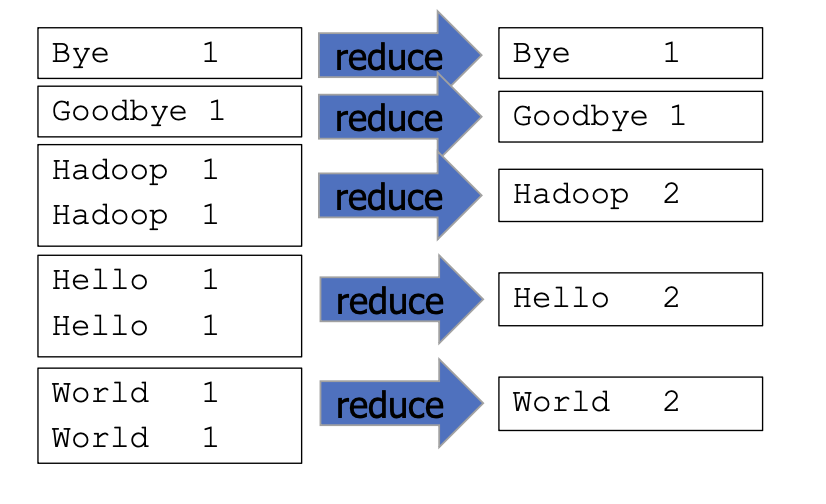 Bye 1 reduce Bye 1
Goodbye 1 reduce Goodbye 1
Hadoop 1
Hadoop 1
reduce Hadoop 2
Hello 1
Hello 1
reduce Hello 2
World 1
World 1
reduce World 2